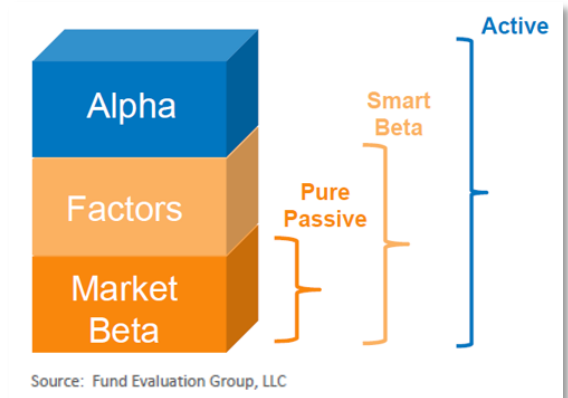 Active
Smart
Beta
Alpha
Pure
Passive
Factors
Market
Beta
Source: Fund Evaluation Group, LLC